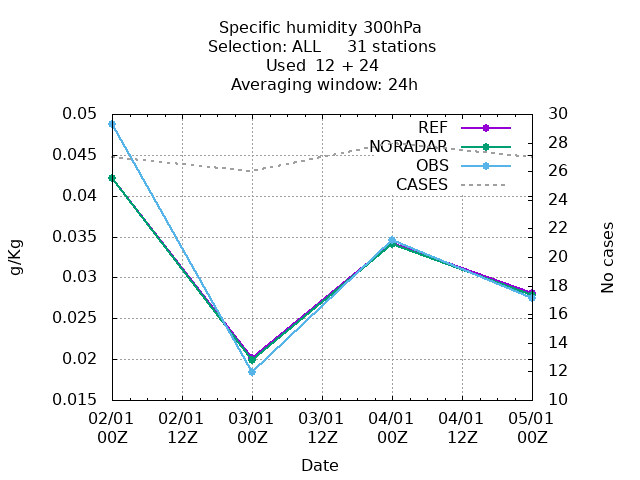 Specific humidity 300hPa
Selection: ALL     31 stations
Used  12 + 24
Averaging window: 24h
0.05
0.045
0.04
0.035
0.03
0.025
0.02
0.015
g/Kg
30
28
26
24
22
20
18
16
14
12
10
No cases
REF
NORADAR
OBS
CASES
02/01 02/01 03/01 03/01 04/01 04/01 05/01
00Z 12Z 00Z 12Z 00Z 12Z 00Z
Date